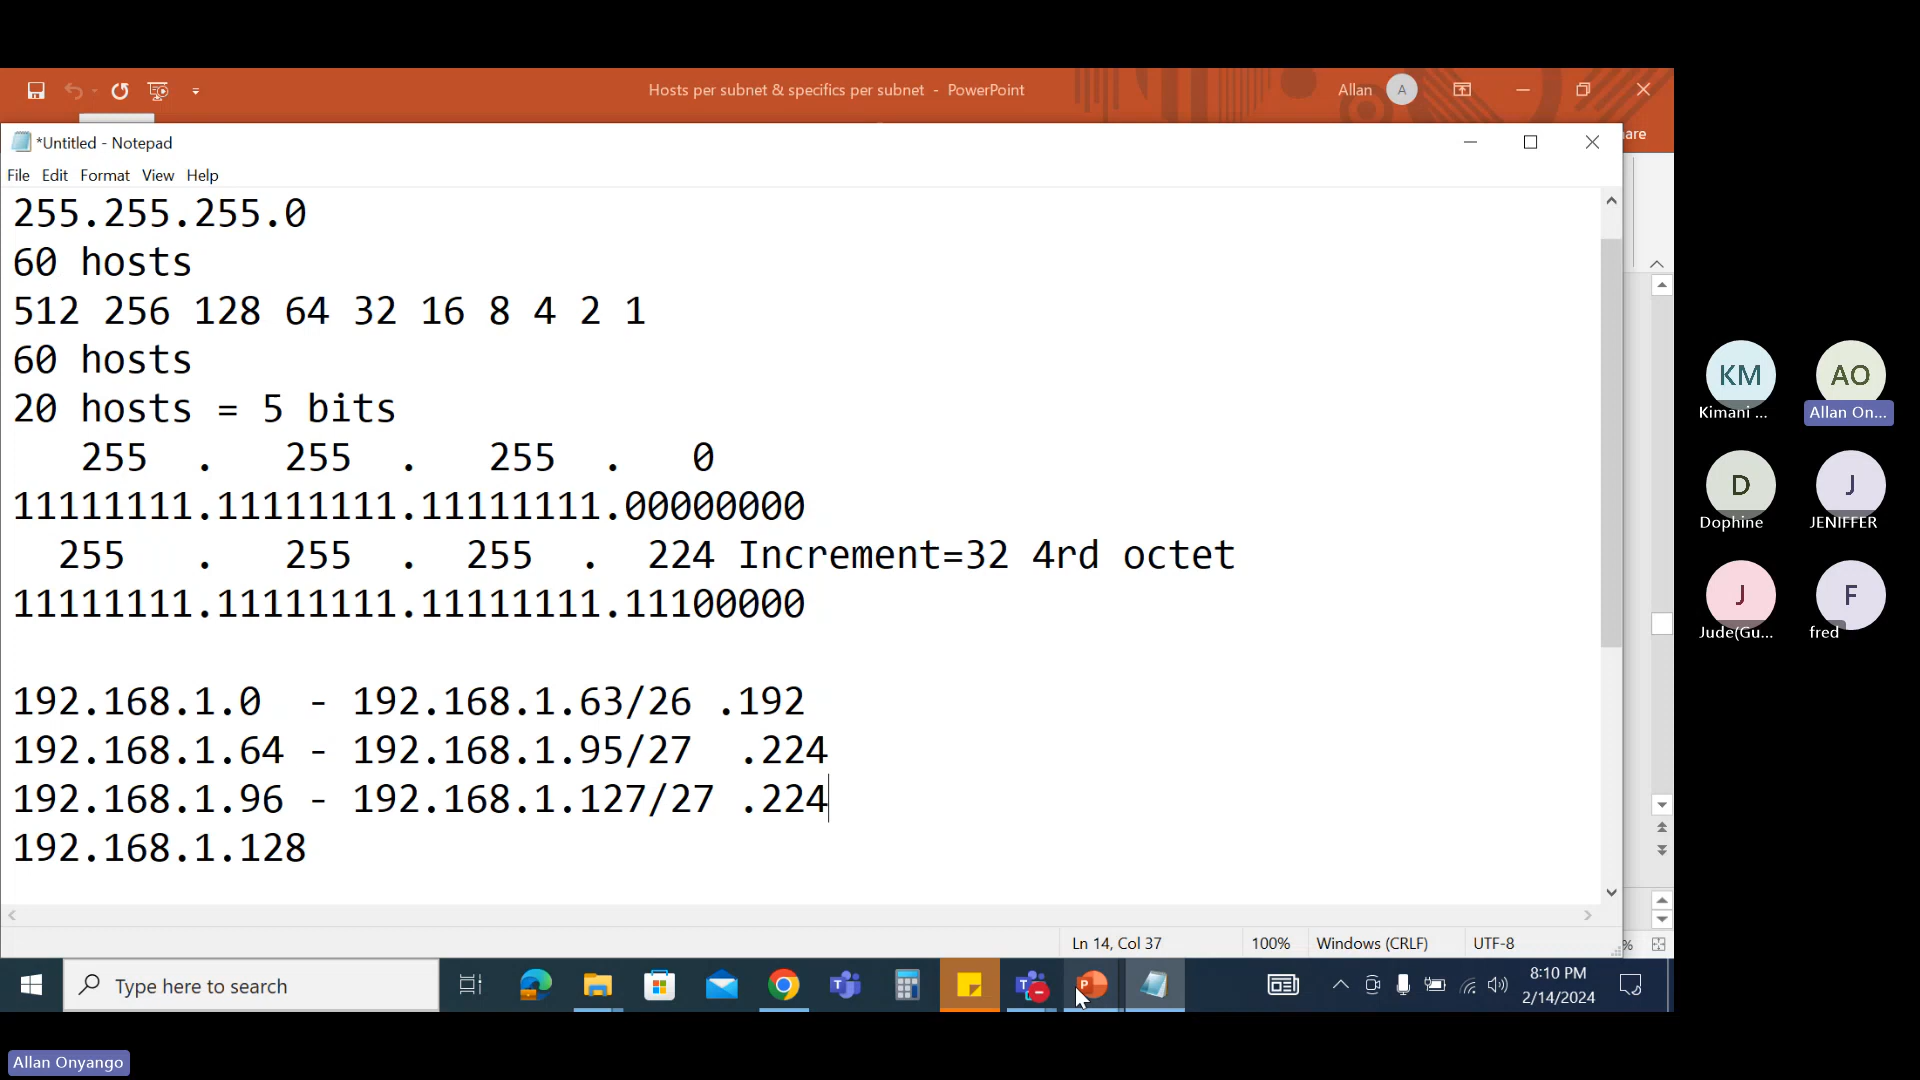 Hosts per subnet & specifics per subnet - PowerPoint
Allan
A
are
*Untitled - Notepad
File Edit Format View Help
255.255.255.0
60 hosts
512 256 128 64 32 16 8 4 2 1
60 hosts
20 hosts = 5 bits
255 . 255 . 255 . 0
11111111.11111111.11111111.00000000
255 . 255 . 255 . 224 Increment=32 4rd octet
11111111.11111111.11111111.11100000
192.168.1.0 - 192.168.1.63/26 .192
192.168.1.64 - 192.168.1.95/27 .224
192.168.1.96 - 192.168.1.127/27 .224
192.168.1.128
Ln 14, Col 37
100%
Windows (CRLF)
UTF-8
%
Type here to search
8:10 PM
2/14/2024
KM
Kimani ...
AO
Allan On...
D
Dophine
J
JENIFFER
J
Jude(Gu...
F
fred
Allan Onyango